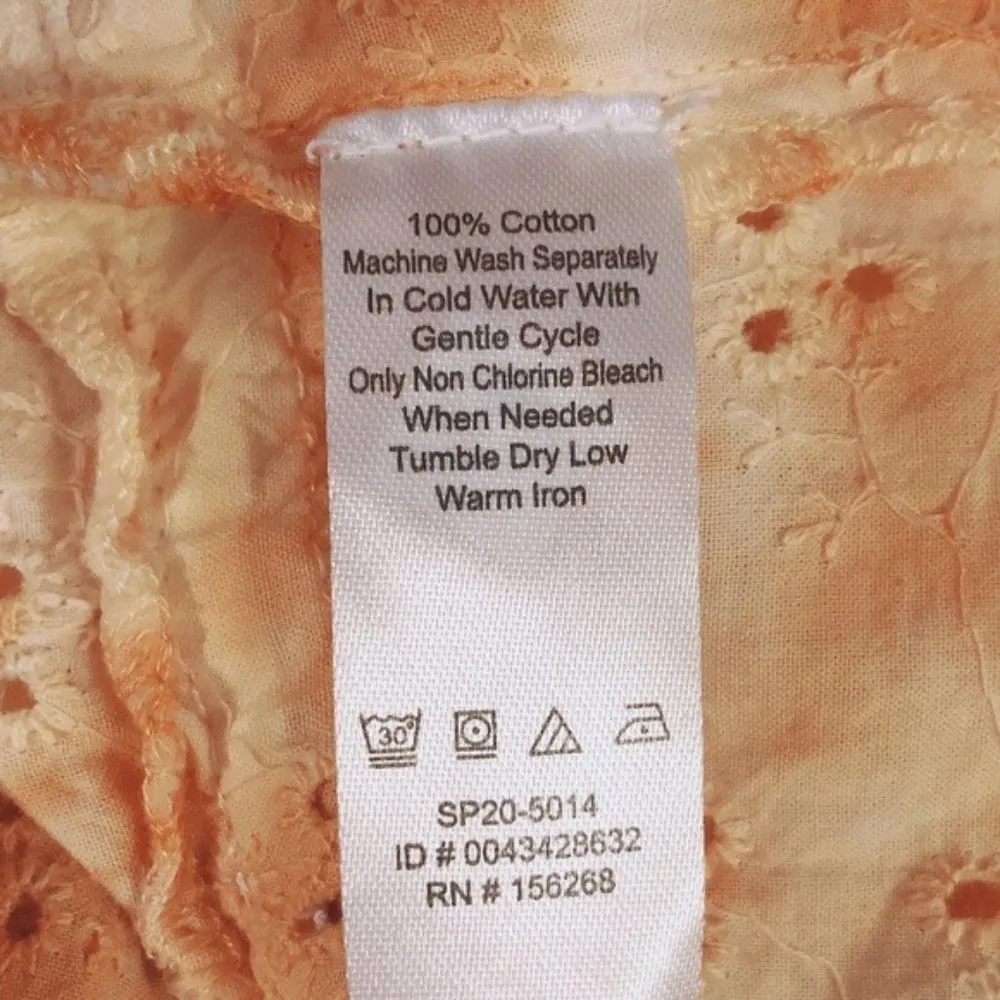 100% Cotton
Machine Wash Separately
In Cold Water With
Gentle Cycle
Only Non Chlorine Bleach
When Needed
Tumble Dry Low
Warm Iron
30°
SP20-5014
ID # 0043428632
RN # 156268